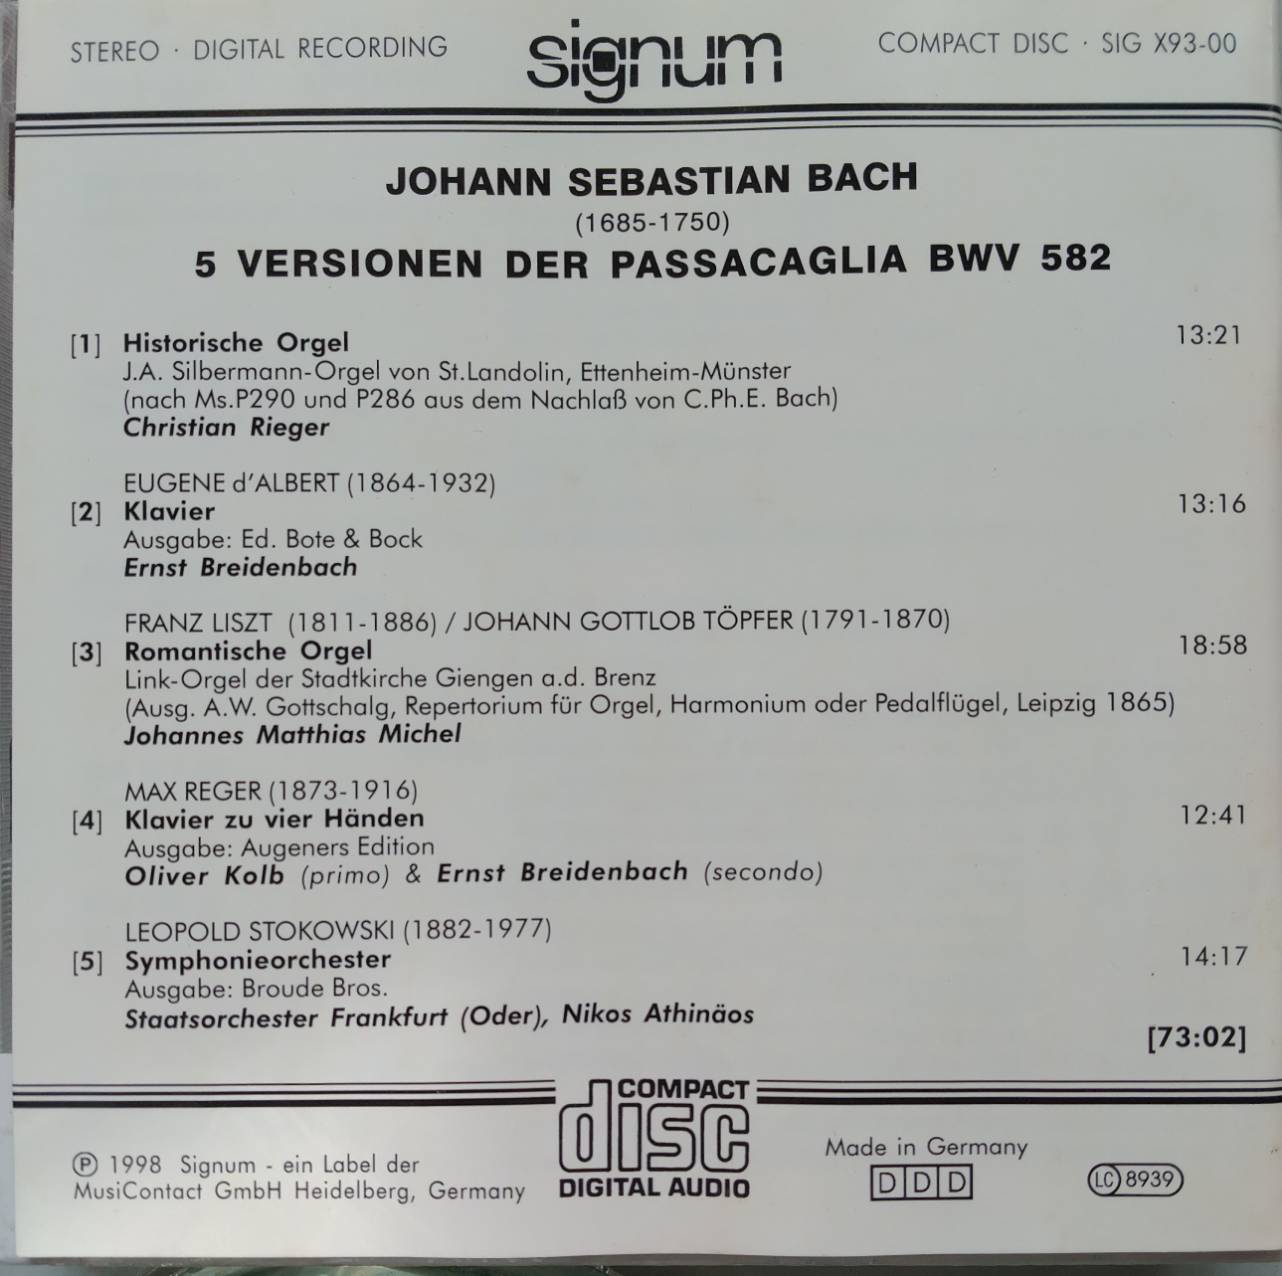 STEREO · DIGITAL RECORDING
signum
COMPACT DISC · SIG X93-00
JOHANN SEBASTIAN BACH
(1685-1750)
5 VERSIONEN DER PASSACAGLIA BWV 582
[1] Historische Orgel 13:21
J.A. Silbermann-Orgel von St.Landolin, Ettenheim-Münster
(nach Ms.P290 und P286 aus dem Nachlaß von C.Ph.E. Bach)
Christian Rieger
EUGENE d'ALBERT (1864-1932)
[2] Klavier 13:16
Ausgabe: Ed. Bote & Bock
Ernst Breidenbach
FRANZ LISZT (1811-1886) / JOHANN GOTTLOB TÖPFER (1791-1870)
[3] Romantische Orgel 18:58
Link-Orgel der Stadtkirche Giengen a.d. Brenz
(Ausg. A.W. Gottschalg, Repertorium für Orgel, Harmonium oder Pedalflügel, Leipzig 1865)
Johannes Matthias Michel
MAX REGER (1873-1916)
[4] Klavier zu vier Händen 12:41
Ausgabe: Augeners Edition
Oliver Kolb (primo) & Ernst Breidenbach (secondo)
LEOPOLD STOKOWSKI (1882-1977)
[5] Symphonieorchester 14:17
Ausgabe: Broude Bros.
Staatsorchester Frankfurt (Oder), Nikos Athinäos
[73:02]
℗ 1998 Signum - ein Label der
MusiContact GmbH Heidelberg, Germany
COMPACT
disc
DIGITAL AUDIO
Made in Germany
DDD
LC 8939